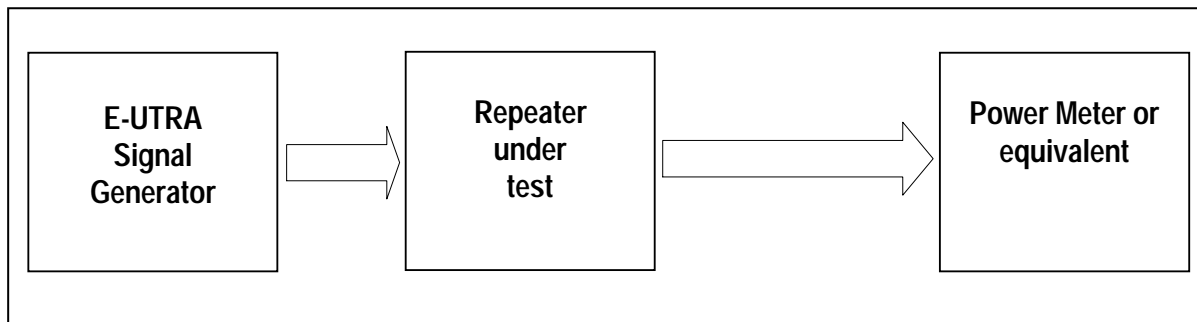 E-UTRA
Signal
Generator
Repeater
under
test
Power Meter or
equivalent